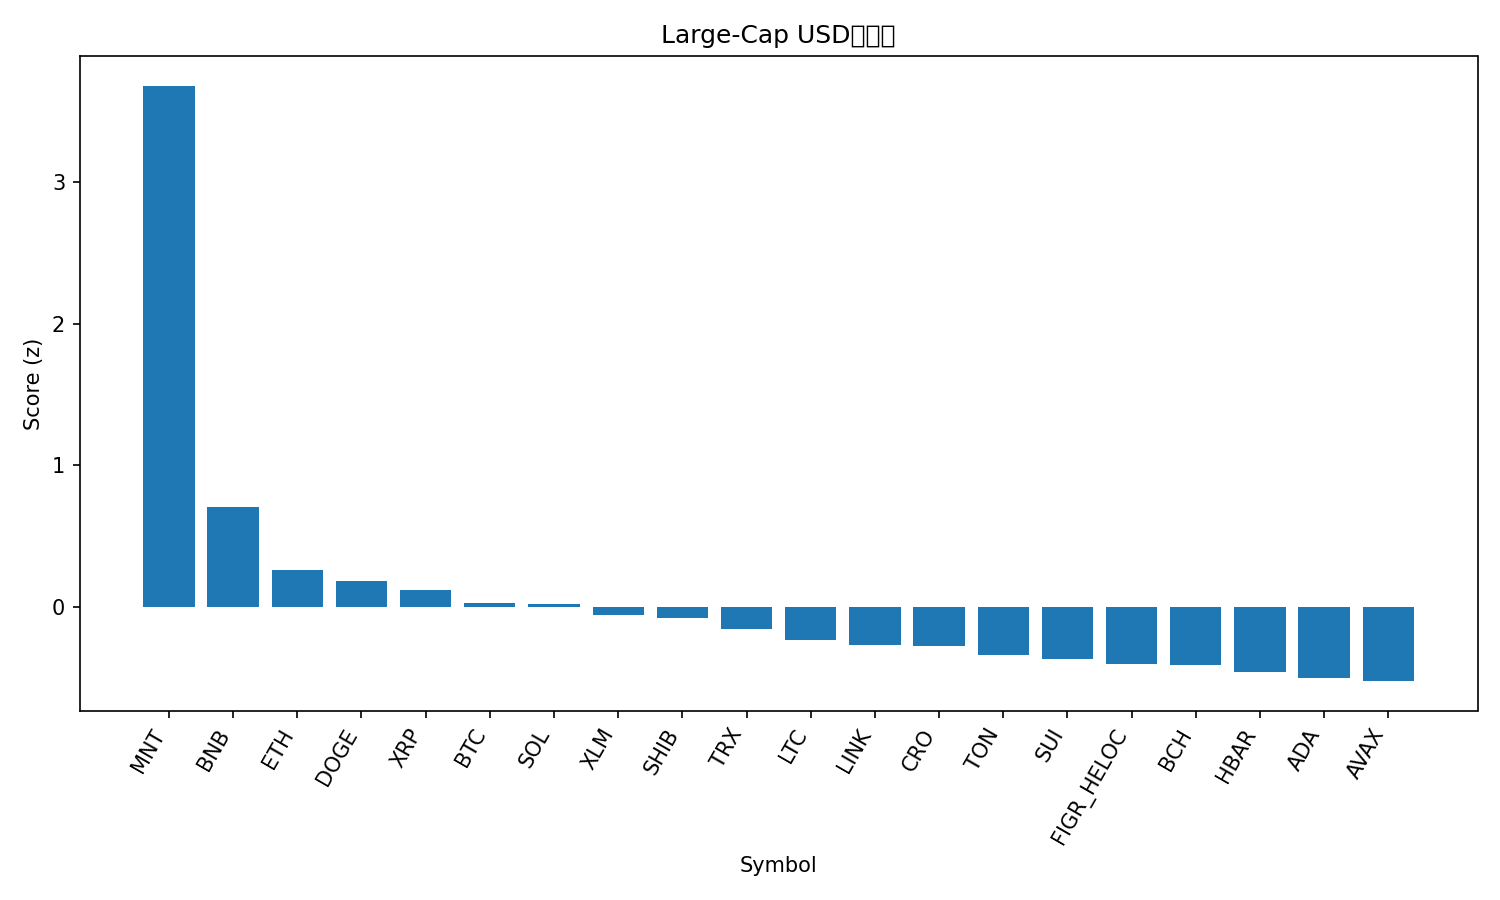 Large-Cap USD
Score (z)
3
2
1
0
MNT
BNB
ETH
DOGE
XRP
BTC
SOL
XLM
SHIB
TRX
LTC
LINK
CRO
TON
SUI
FIGR_HELOC
BCH
HBAR
ADA
AVAX
Symbol